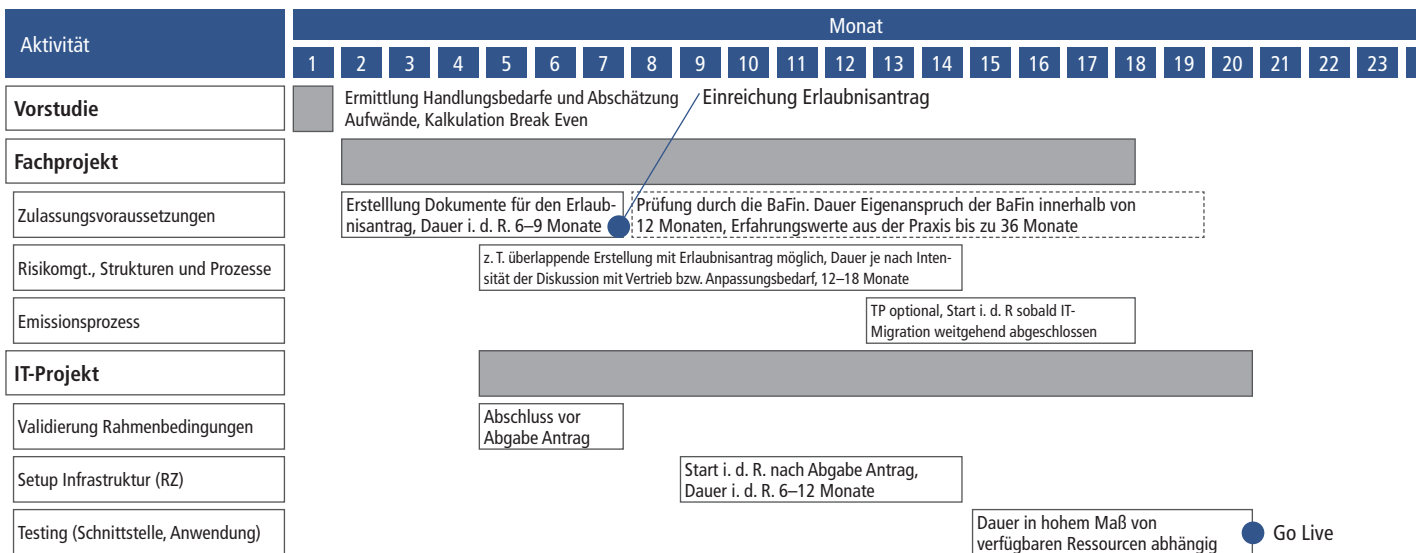 Aktivität
Monat
1 2 3 4 5 6 7 8 9 10 11 12 13 14 15 16 17 18 19 20 21 22 23
Vorstudie
Ermittlung Handlungsbedarfe und Abschätzung
Aufwände, Kalkulation Break Even
Einreichung Erlaubnisantrag
Fachprojekt
Zulassungsvoraussetzungen
Erstelllung Dokumente für den Erlaub-
nisantrag, Dauer i. d. R. 6–9 Monate
Prüfung durch die BaFin. Dauer Eigenanspruch der BaFin innerhalb von
12 Monaten, Erfahrungswerte aus der Praxis bis zu 36 Monate
Risikomgt., Strukturen und Prozesse
z. T. überlappende Erstellung mit Erlaubnisantrag möglich, Dauer je nach Inten-
sität der Diskussion mit Vertrieb bzw. Anpassungsbedarf, 12–18 Monate
Emissionsprozess
TP optional, Start i. d. R sobald IT-
Migration weitgehend abgeschlossen
IT-Projekt
Validierung Rahmenbedingungen
Abschluss vor
Abgabe Antrag
Setup Infrastruktur (RZ)
Start i. d. R. nach Abgabe Antrag,
Dauer i. d. R. 6–12 Monate
Testing (Schnittstelle, Anwendung)
Dauer in hohem Maß von
verfügbaren Ressourcen abhängig
Go Live